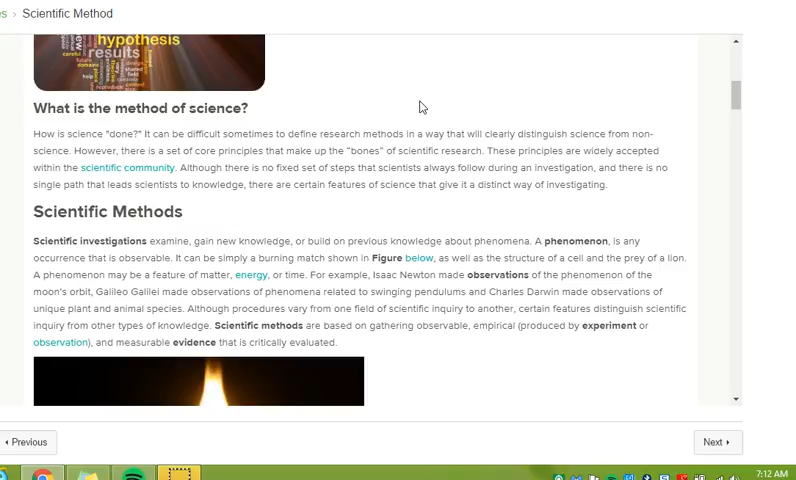 es › Scientific Method
hypothesis
results
What is the method of science?
How is science "done?" It can be difficult sometimes to define research methods in a way that will clearly distinguish science from non-
science. However, there is a set of core principles that make up the "bones" of scientific research. These principles are widely accepted
within the scientific community. Although there is no fixed set of steps that scientists always follow during an investigation, and there is no
single path that leads scientists to knowledge, there are certain features of science that give it a distinct way of investigating.
Scientific Methods
Scientific investigations examine, gain new knowledge, or build on previous knowledge about phenomena. A phenomenon, is any
occurrence that is observable. It can be simply a burning match shown in Figure below, as well as the structure of a cell and the prey of a lion.
A phenomenon may be a feature of matter, energy, or time. For example, Isaac Newton made observations of the phenomenon of the
moon's orbit, Galileo Galilei made observations of phenomena related to swinging pendulums and Charles Darwin made observations of
unique plant and animal species. Although procedures vary from one field of scientific inquiry to another, certain features distinguish scientific
inquiry from other types of knowledge. Scientific methods are based on gathering observable, empirical (produced by experiment or
observation), and measurable evidence that is critically evaluated.
Previous
Next
7:12 AM